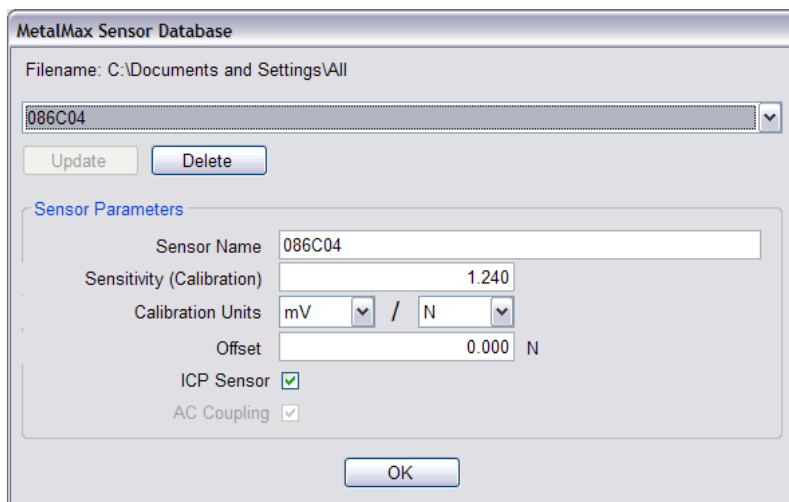 MetalMax Sensor Database
Filename: C:\Documents and Settings\All
086C04
Update Delete
Sensor Parameters
Sensor Name 086C04
Sensitivity (Calibration) 1.240
Calibration Units mV / N
Offset 0.000 N
ICP Sensor
AC Coupling
OK